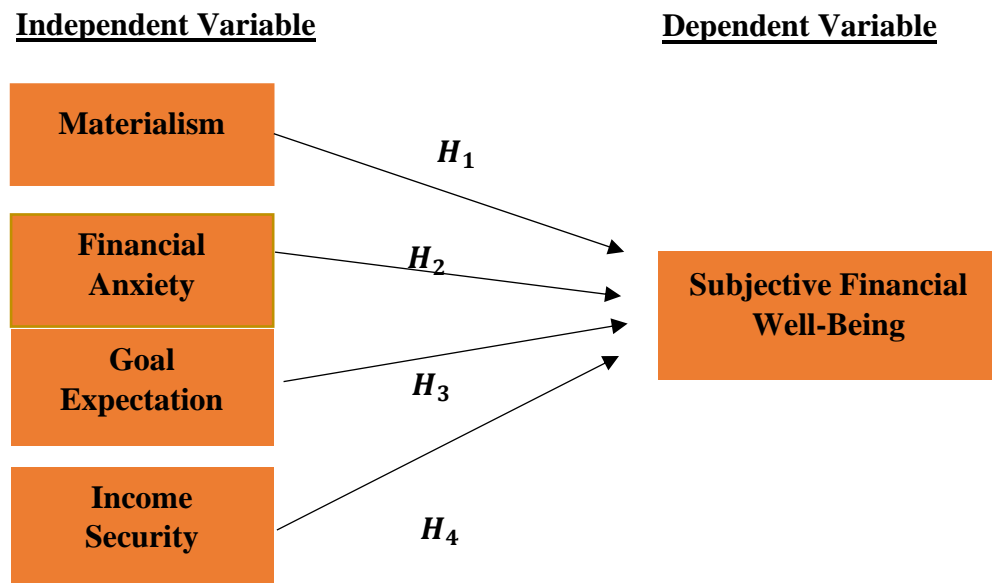 Independent Variable
Dependent Variable
Materialism
H₁
Financial
Anxiety
H₂
Subjective Financial
Well-Being
Goal
Expectation
H₃
Income
Security
H₄